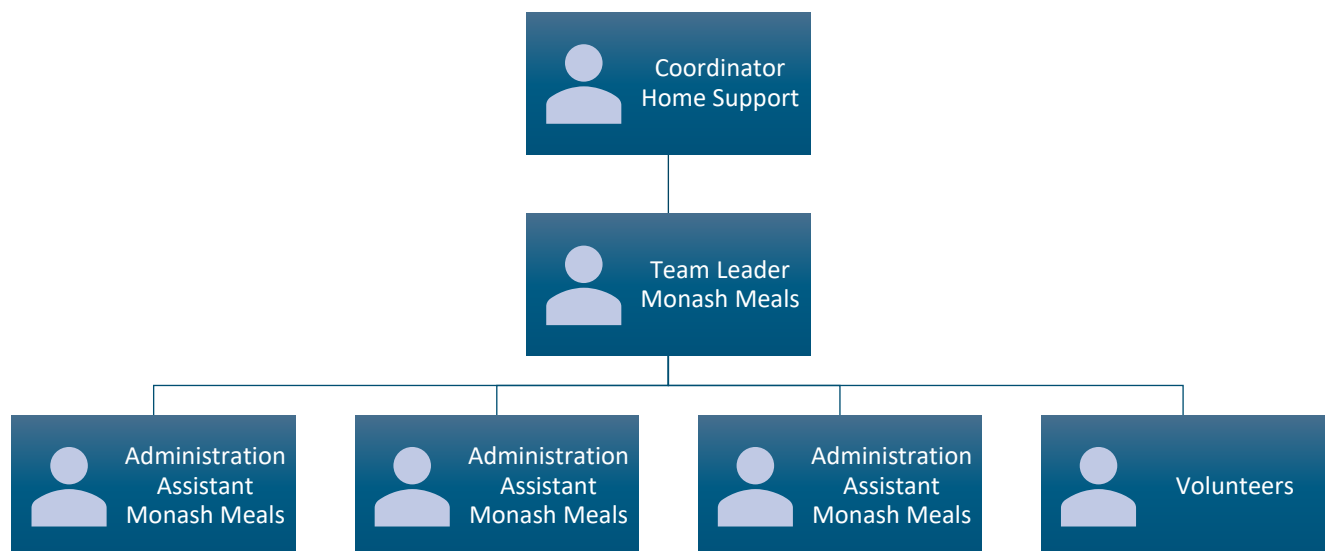 Coordinator
Home Support
Team Leader
Monash Meals
Administration
Assistant
Monash Meals
Administration
Assistant
Monash Meals
Administration
Assistant
Monash Meals
Volunteers